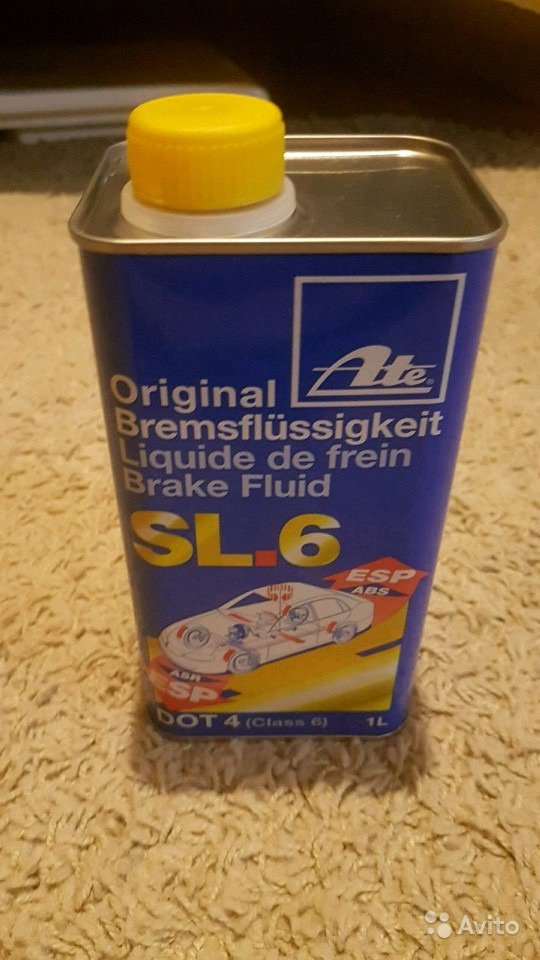 Ate®
Original
Bremsflüssigkeit
Liquide de frein
Brake Fluid
SL.6
ESP
ABS
ASR
ESP
DOT 4 (Class 6) 1L
Avito